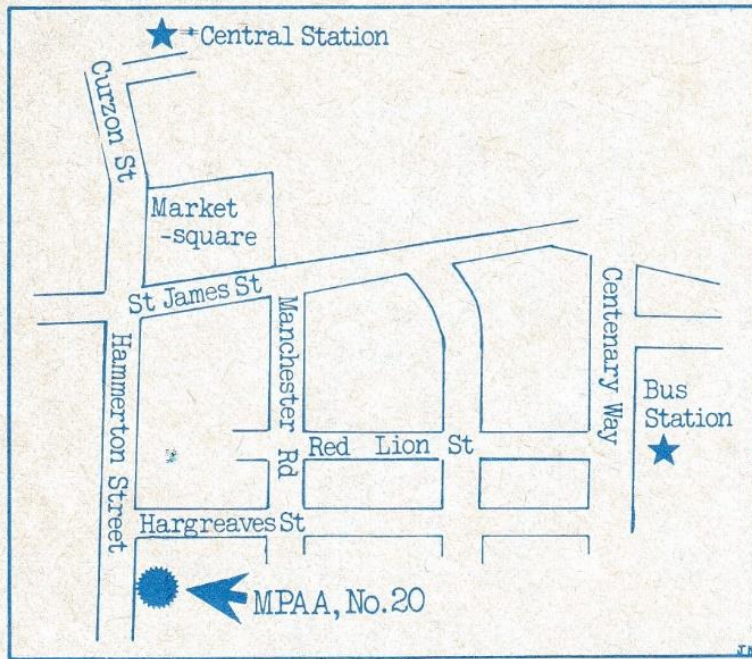 Central Station
Curzon St
Market
-square
St James St
Manchester Rd
Hammerton Street
Centenary Way
Bus
Station
Red Lion St
Hargreaves St
MPAA, No.20